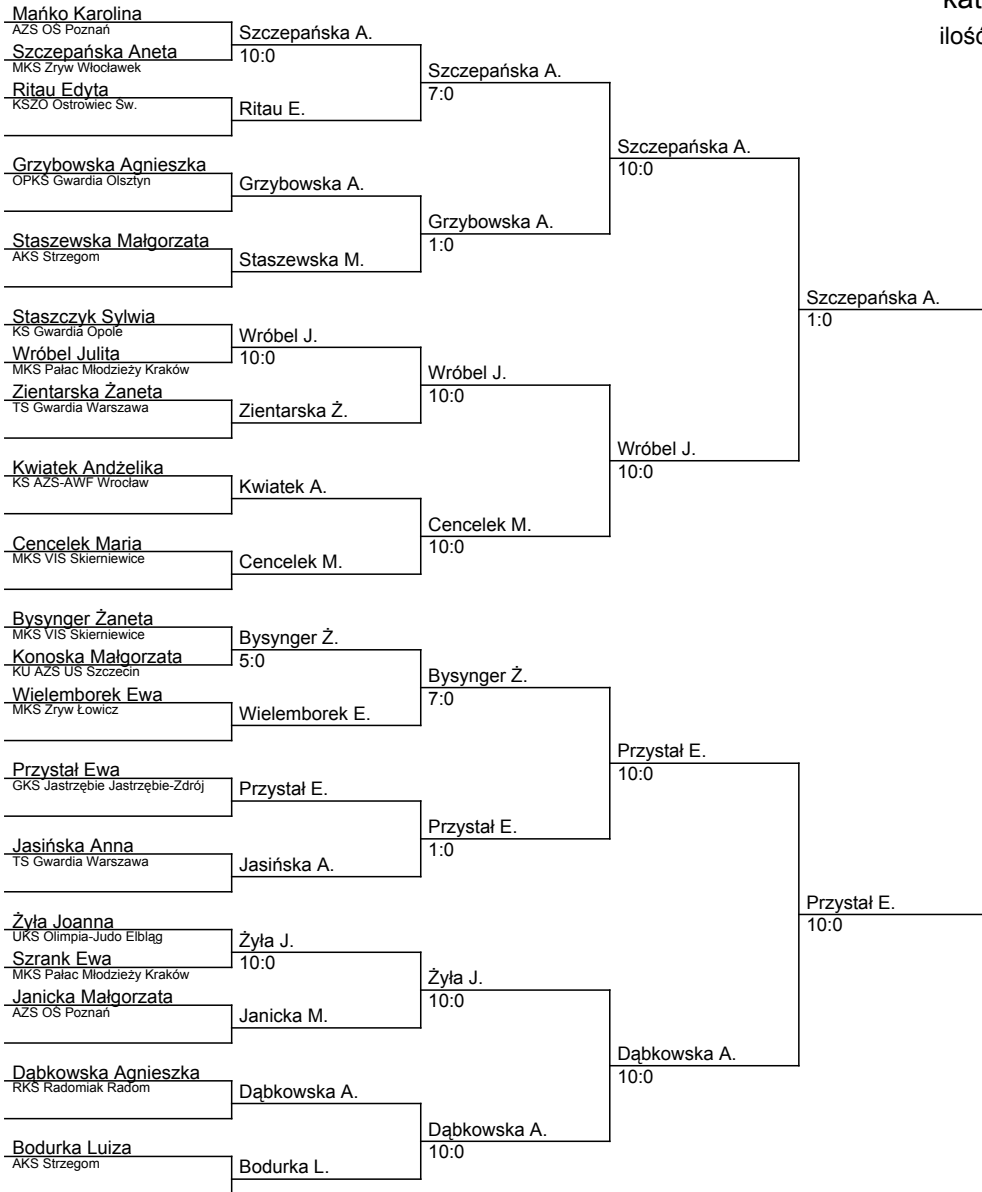 Mańko Karolina
AZS OŚ Poznań
Szczepańska Aneta
MKS Zryw Włocławek
Ritau Edyta
KSZO Ostrowiec Św.
Grzybowska Agnieszka
OPKS Gwardia Olsztyn
Staszewska Małgorzata
AKS Strzegom
Staszczyk Sylwia
KS Gwardia Opole
Wróbel Julita
MKS Pałac Młodzieży Kraków
Zientarska Żaneta
TS Gwardia Warszawa
Kwiatek Andżelika
KS AZS-AWF Wrocław
Cencelek Maria
MKS VIS Skierniewice
Bysynger Żaneta
MKS VIS Skierniewice
Konoska Małgorzata
KU AZS US Szczecin
Wielemborek Ewa
MKS Zryw Łowicz
Przystał Ewa
GKS Jastrzębie Jastrzębie-Zdrój
Jasińska Anna
TS Gwardia Warszawa
Żyła Joanna
UKS Olimpia-Judo Elbląg
Szrank Ewa
MKS Pałac Młodzieży Kraków
Janicka Małgorzata
AZS OŚ Poznań
Dąbkowska Agnieszka
RKS Radomiak Radom
Bodurka Luiza
AKS Strzegom
Szczepańska A.
10:0
Ritau E.
Grzybowska A.
Staszewska M.
Wróbel J.
10:0
Zientarska Ż.
Kwiatek A.
Cencelek M.
Bysynger Ż.
5:0
Wielemborek E.
Przystał E.
Jasińska A.
Żyła J.
10:0
Janicka M.
Dąbkowska A.
Bodurka L.
Szczepańska A.
7:0
Grzybowska A.
1:0
Wróbel J.
10:0
Cencelek M.
10:0
Bysynger Ż.
7:0
Przystał E.
1:0
Żyła J.
10:0
Dąbkowska A.
10:0
Szczepańska A.
10:0
Wróbel J.
10:0
Przystał E.
10:0
Dąbkowska A.
10:0
Szczepańska A.
1:0
Przystał E.
10:0
kat
ilość